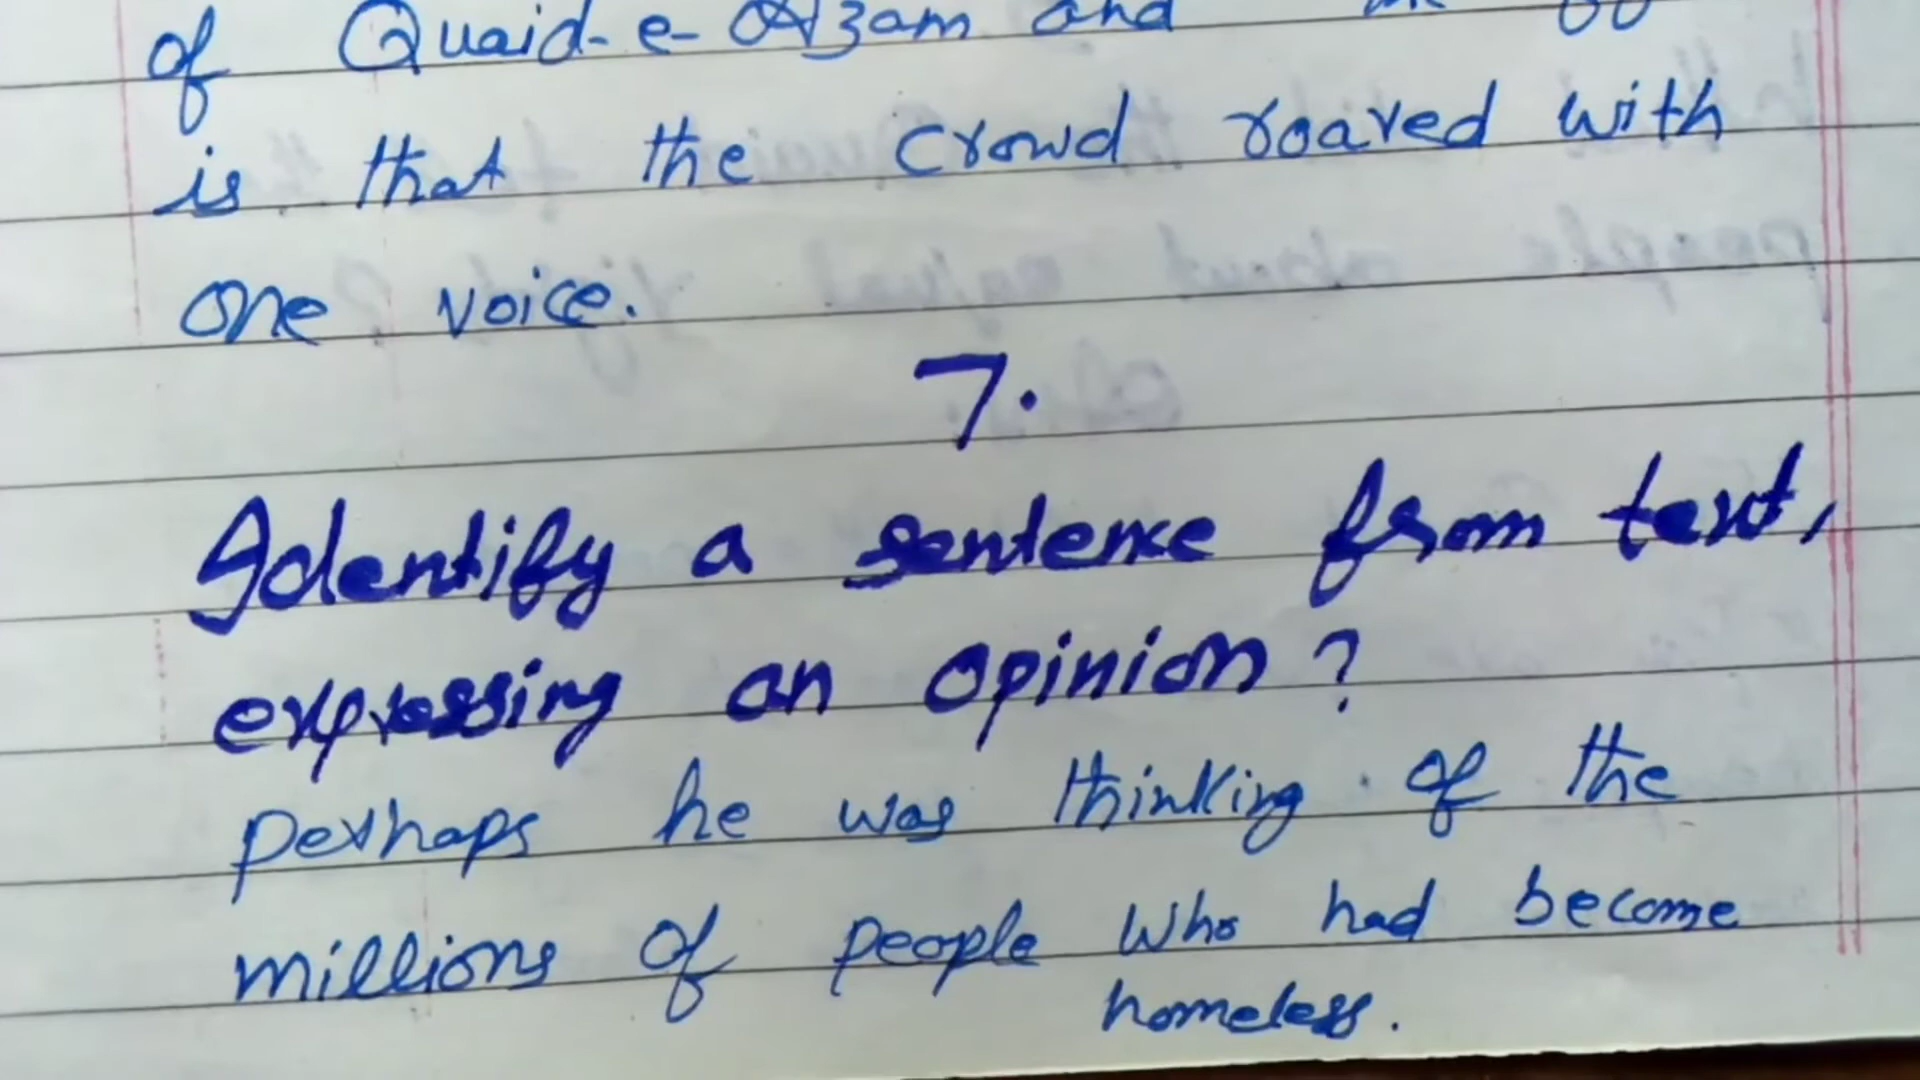 of Quaid-e-Azam and
is that the crowd roared with
one voice.
7.
Identify a sentence from text,
expressing an opinion?
perhaps he was thinking of the
millions of people who had become
homeless.